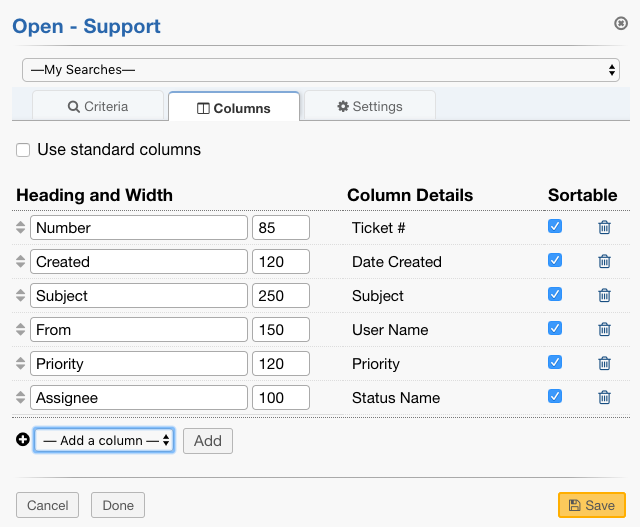 Open - Support
—My Searches—
Criteria
Columns
Settings
Use standard columns
Heading and Width Column Details Sortable
Number 85 Ticket #
Created 120 Date Created
Subject 250 Subject
From 150 User Name
Priority 120 Priority
Assignee 100 Status Name
— Add a column — Add
Cancel Done Save